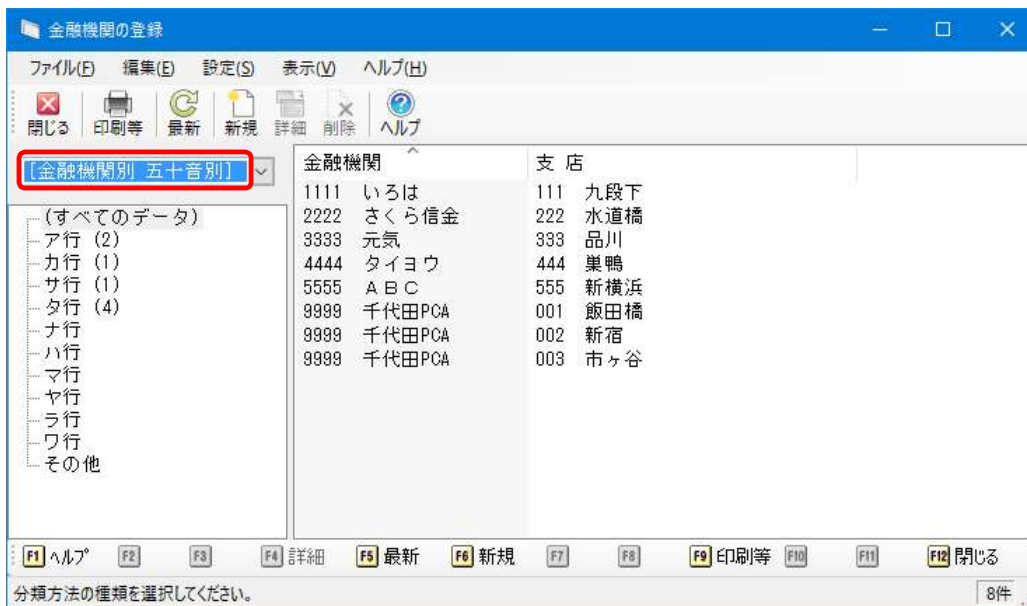 金融機関の登録
ファイル(F) 編集(E) 設定(S) 表示(V) ヘルプ(H)
閉じる 印刷等 最新 新規 詳細 削除 ヘルプ
[金融機関別 五十音別]
(すべてのデータ)
ア行 (2)
カ行 (1)
サ行 (1)
タ行 (4)
ナ行
ハ行
マ行
ヤ行
ラ行
ワ行
その他
金融機関 支店
1111 いろは 111 九段下
2222 さくら信金 222 水道橋
3333 元気 333 品川
4444 タイヨウ 444 巣鴨
5555 ABC 555 新横浜
9999 千代田PCA 001 飯田橋
9999 千代田PCA 002 新宿
9999 千代田PCA 003 市ヶ谷
F1 ヘルプ F2 F3 F4 詳細 F5 最新 F6 新規 F7 F8 F9 印刷等 F10 F11 F12 閉じる
分類方法の種類を選択してください。 8件